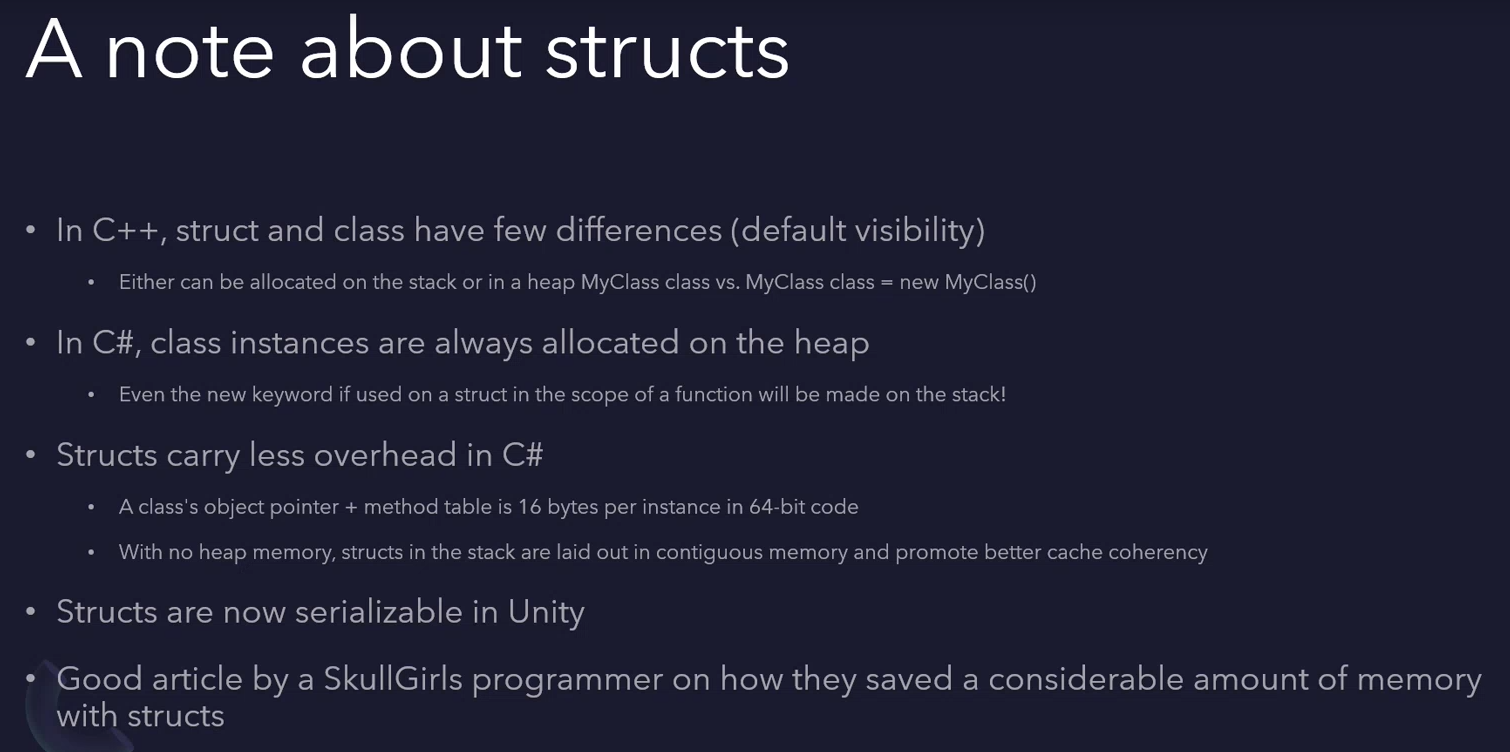 A note about structs
• In C++, struct and class have few differences (default visibility)
• Either can be allocated on the stack or in a heap MyClass class vs. MyClass class = new MyClass()
• In C#, class instances are always allocated on the heap
• Even the new keyword if used on a struct in the scope of a function will be made on the stack!
• Structs carry less overhead in C#
• A class's object pointer + method table is 16 bytes per instance in 64-bit code
• With no heap memory, structs in the stack are laid out in contiguous memory and promote better cache coherency
• Structs are now serializable in Unity
• Good article by a SkullGirls programmer on how they saved a considerable amount of memory
with structs